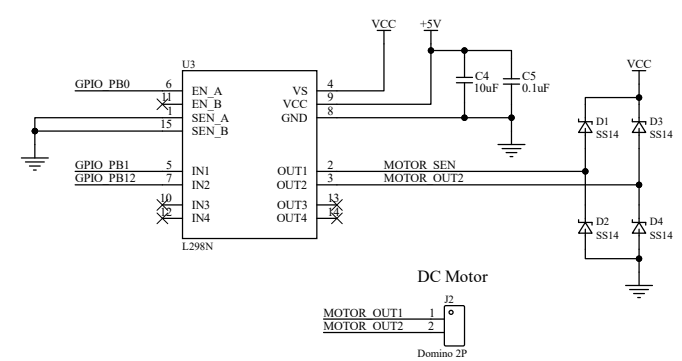 VCC +5V
U3
GPIO_PB0 6 EN_A VS 4
11 EN_B VCC 9
1 SEN_A GND 8
15 SEN_B
C4 10uF
C5 0.1uF
VCC
D1 SS14
D3 SS14
GPIO_PB1 5 IN1 OUT1 2 MOTOR_SEN
GPIO_PB12 7 IN2 OUT2 3 MOTOR_OUT2
10 IN3 OUT3 13
12 IN4 OUT4 14
D2 SS14
D4 SS14
L298N
DC Motor
J2
MOTOR_OUT1 1
MOTOR_OUT2 2
Domino 2P